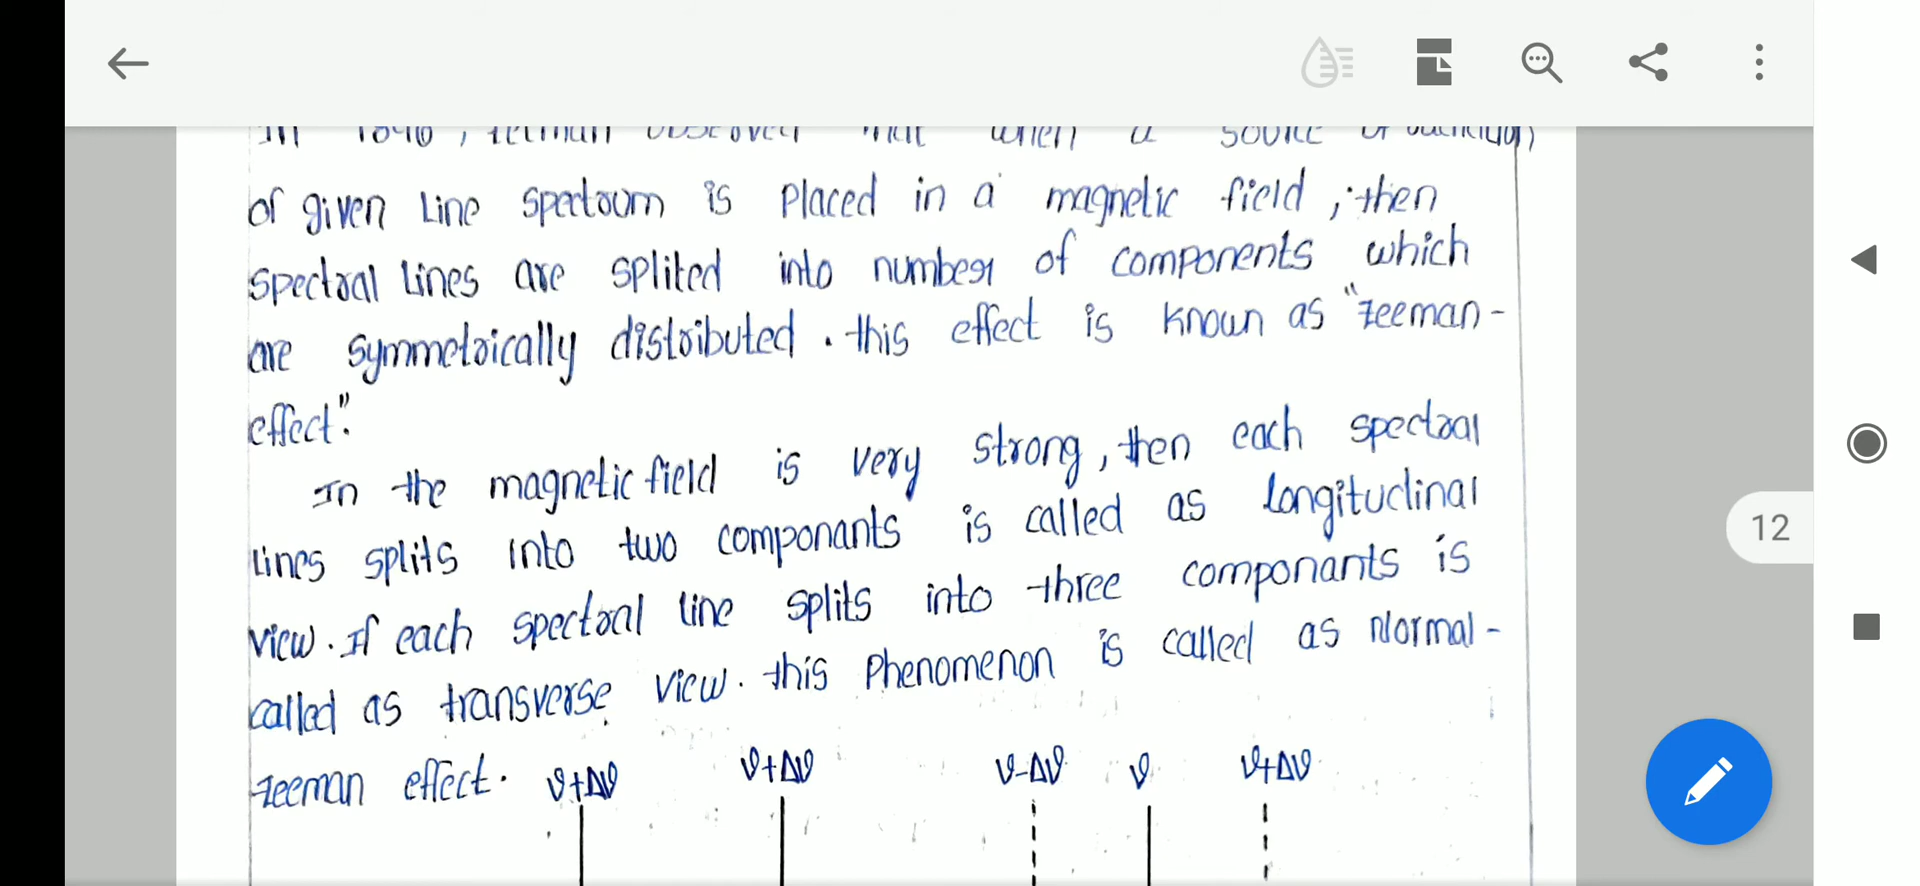 of given Line spectrum is placed in a magnetic field, then
spectral lines are splited into number of components which
are symmetrically distributed. this effect is known as "zeeman-
effect".
In the magnetic field is very strong, then each spectral
lines splits into two componants is called as longitudinal
view. If each spectral line splits into three componants is
called as transverse view. this phenomenon is called as Normal-
zeeman effect.
ν+Δν ν+Δν ν-Δν ν ν+Δν
12